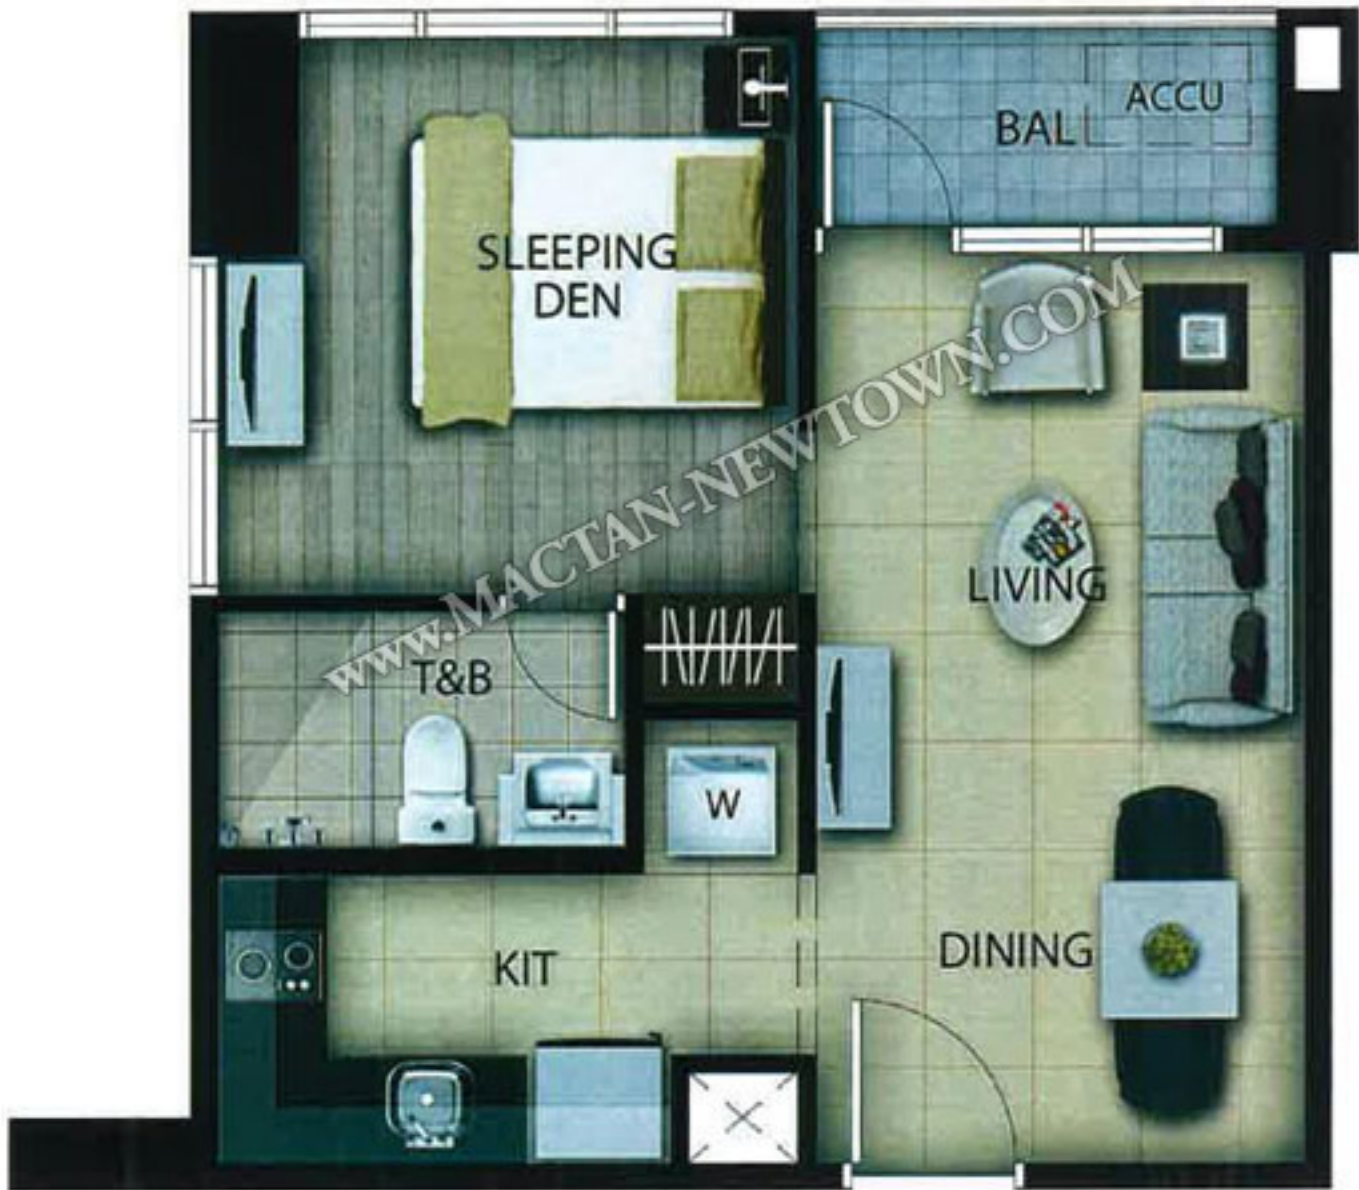 BAL
ACCU
SLEEPING
DEN
www.MACTAN-NEWTOWN.COM
LIVING
T&B
W
KIT
DINING